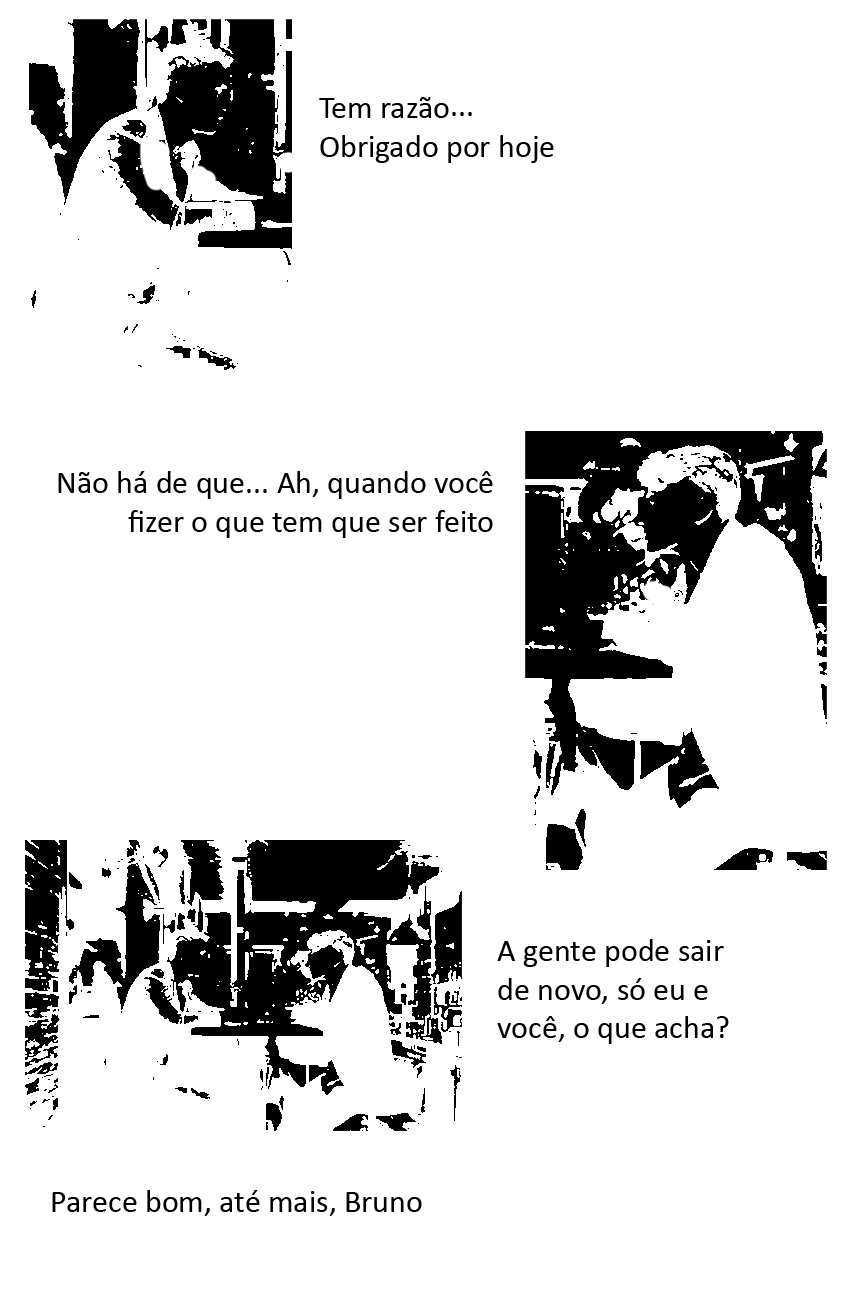 Tem razão...
Obrigado por hoje
Não há de que... Ah, quando você
fizer o que tem que ser feito
A gente pode sair
de novo, só eu e
você, o que acha?
Parece bom, até mais, Bruno